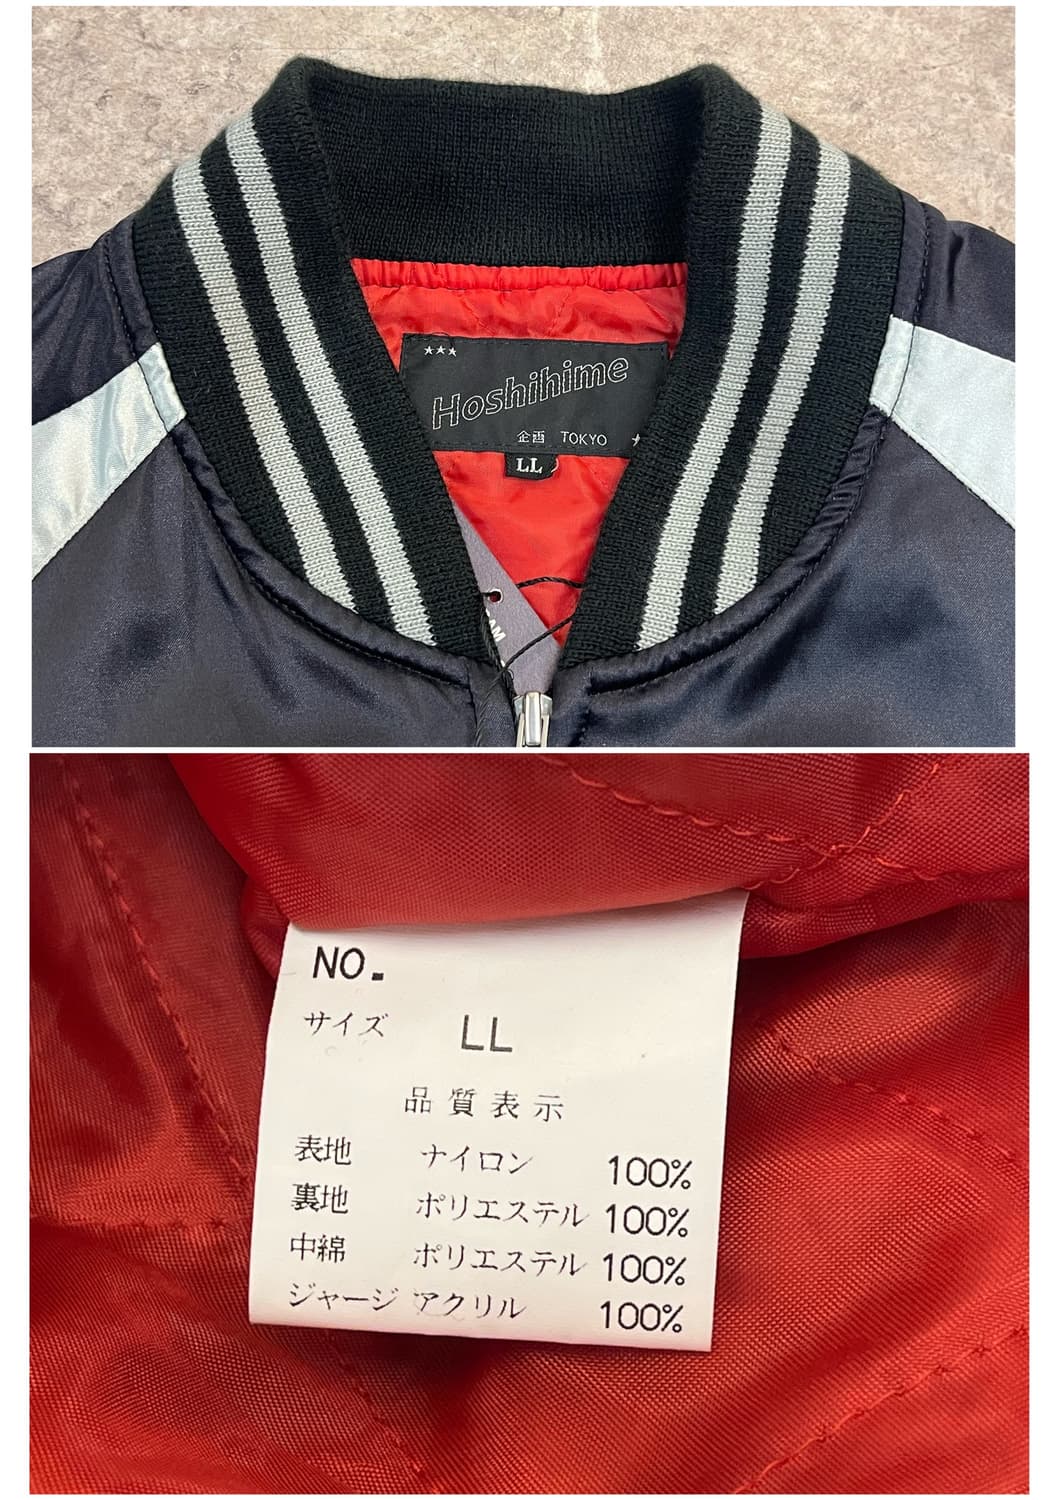 ★★★
Hoshihime
企画 TOKYO ★
LL
NO.
サイズ LL
品質表示
表地 ナイロン 100%
裏地 ポリエステル 100%
中綿 ポリエステル 100%
ジャージ アクリル 100%